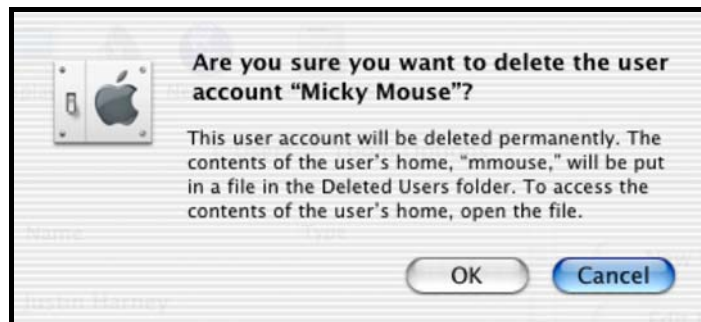 Are you sure you want to delete the user
account “Micky Mouse”?
This user account will be deleted permanently. The
contents of the user’s home, “mmouse,” will be put
in a file in the Deleted Users folder. To access the
contents of the user’s home, open the file.
Name
Type
OK
Cancel
Justin Harney